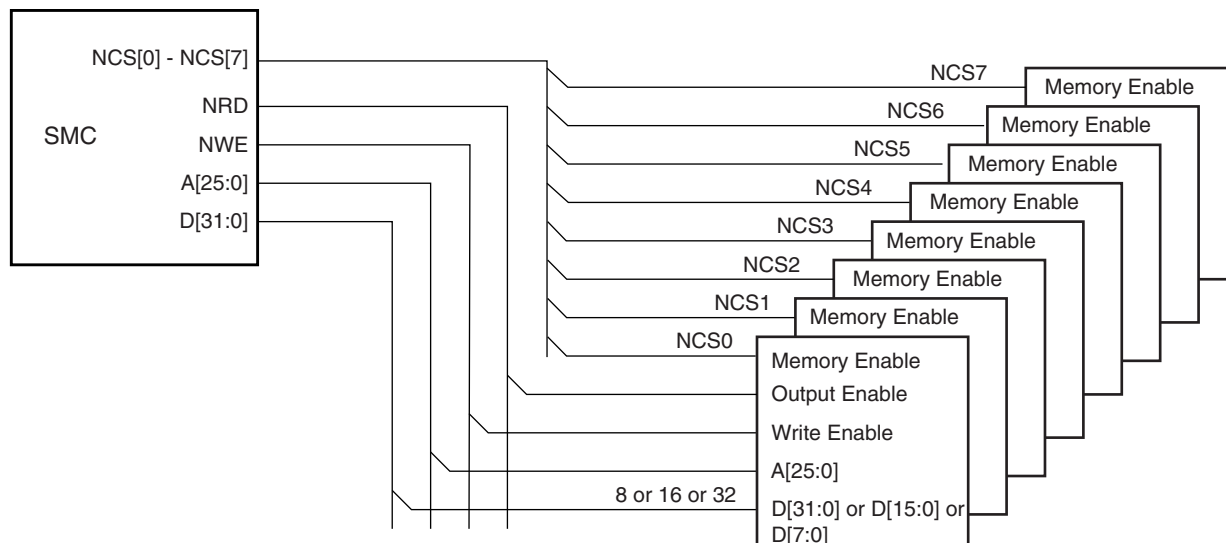 NCS[0] - NCS[7]
NRD
SMC
NWE
A[25:0]
D[31:0]
NCS7
Memory Enable
NCS6
Memory Enable
NCS5
Memory Enable
NCS4
Memory Enable
NCS3
Memory Enable
NCS2
Memory Enable
NCS1
Memory Enable
NCS0
Memory Enable
Output Enable
Write Enable
A[25:0]
8 or 16 or 32
D[31:0] or D[15:0] or
D[7:0]